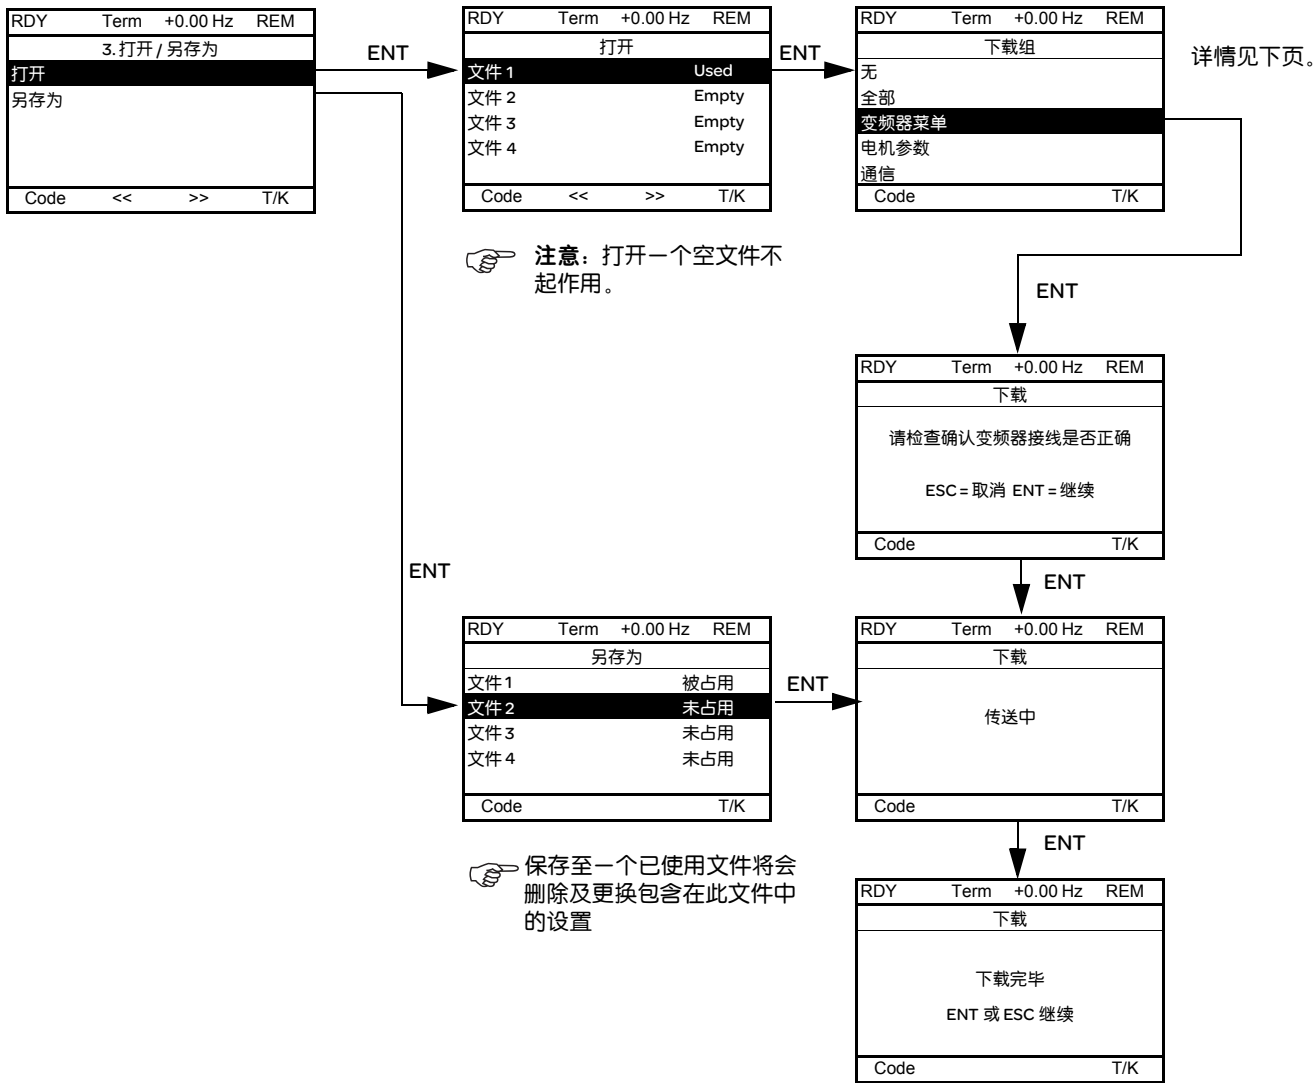 RDY Term +0.00 Hz REM
3.打开 / 另存为
打开
另存为
Code << >> T/K
ENT
RDY Term +0.00 Hz REM
打开
文件 1 Used
文件 2 Empty
文件 3 Empty
文件 4 Empty
Code << >> T/K
ENT
RDY Term +0.00 Hz REM
下载组
无
全部
变频器菜单
电机参数
通信
Code T/K
详情见下页。
注意：打开一个空文件不
起作用。
ENT
RDY Term +0.00 Hz REM
下载
请检查确认变频器接线是否正确
ESC = 取消 ENT = 继续
Code T/K
ENT
ENT
RDY Term +0.00 Hz REM
另存为
文件 1 被占用
文件 2 未占用
文件 3 未占用
文件 4 未占用
Code T/K
ENT
RDY Term +0.00 Hz REM
下载
传送中
Code T/K
保存至一个已使用文件将会
删除及更换包含在此文件中
的设置
ENT
RDY Term +0.00 Hz REM
下载
下载完毕
ENT 或 ESC 继续
Code T/K